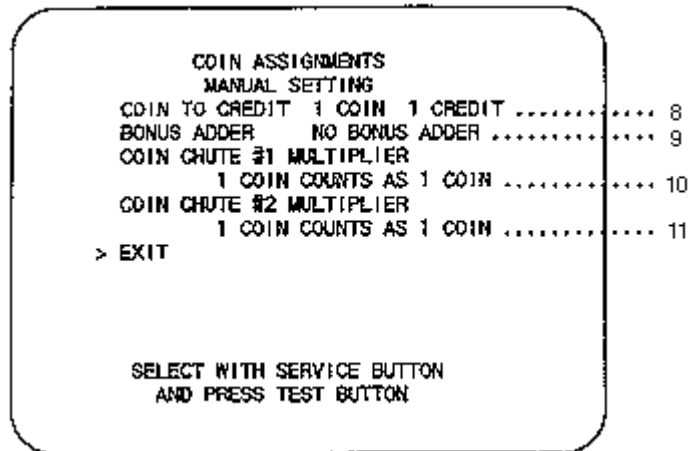 COIN ASSIGNMENTS
MANUAL SETTING
COIN TO CREDIT 1 COIN 1 CREDIT ............ 8
BONUS ADDER NO BONUS ADDER .............. 9
COIN CHUTE #1 MULTIPLIER
1 COIN COUNTS AS 1 COIN ............. 10
COIN CHUTE #2 MULTIPLIER
1 COIN COUNTS AS 1 COIN ............. 11
> EXIT
SELECT WITH SERVICE BUTTON
AND PRESS TEST BUTTON